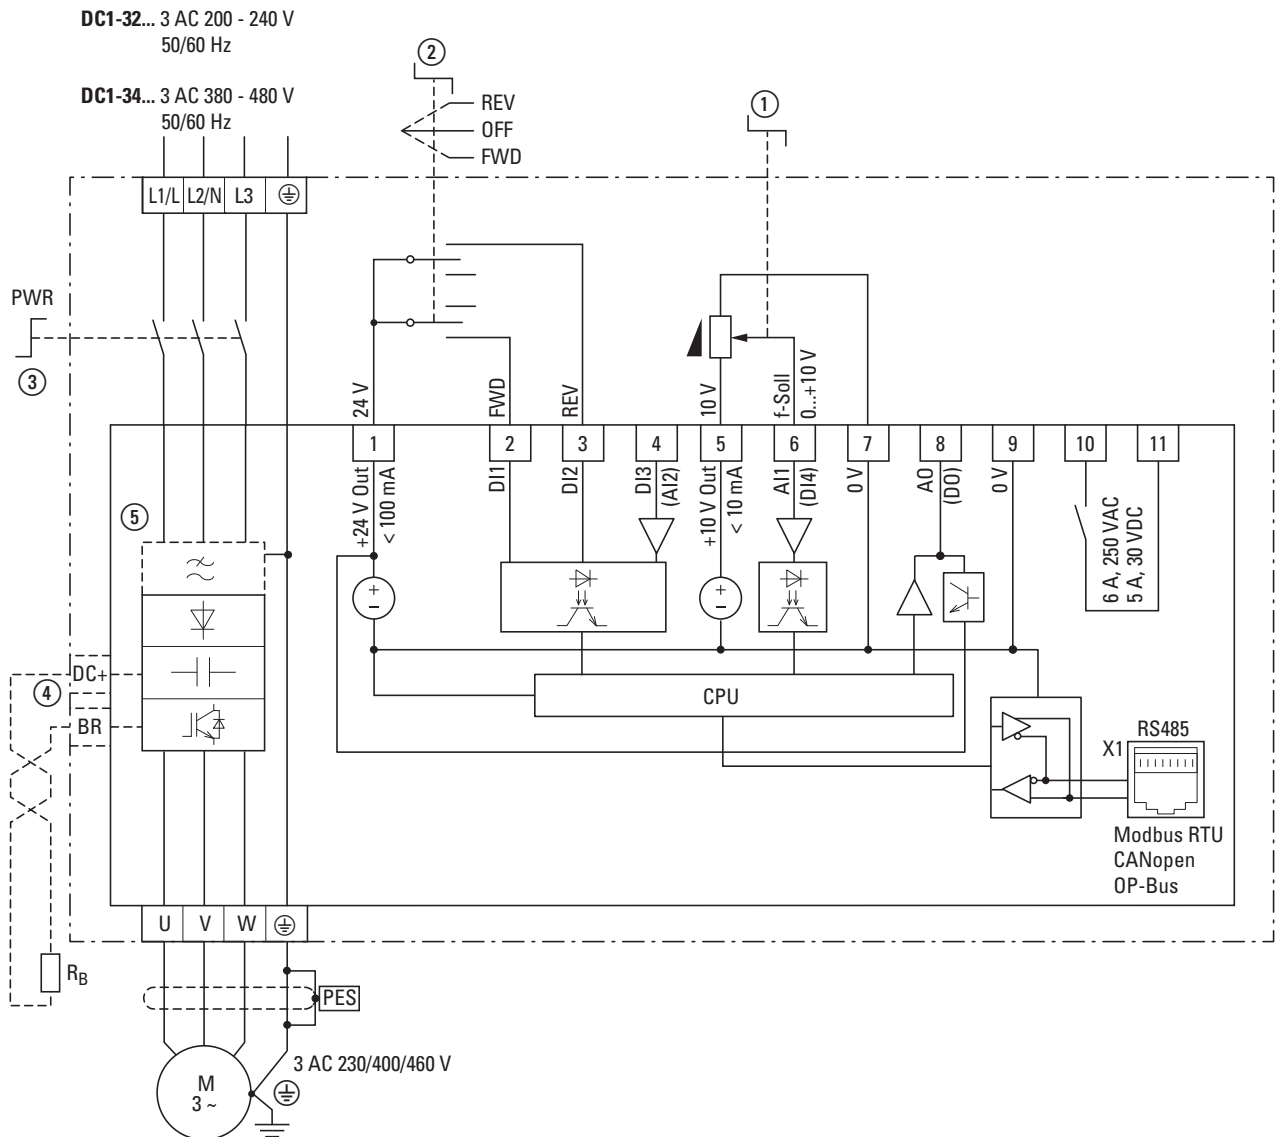 DC1-32... 3 AC 200 - 240 V
50/60 Hz
DC1-34... 3 AC 380 - 480 V
50/60 Hz
2
REV
OFF
FWD
1
L1/L L2/N L3
PWR
3
24 V
FWD
REV
10 V
f-Soll
0...+10 V
1 2 3 4 5 6 7 8 9 10 11
+24 V Out
< 100 mA
DI1
DI2
DI3
(AI2)
+10 V Out
< 10 mA
AI1
(DI4)
0 V
AO
(DO)
0 V
6 A, 250 VAC
5 A, 30 VDC
5
+
-
+
-
DC+
4
BR
CPU
X1
RS485
Modbus RTU
CANopen
OP-Bus
U V W
RB
PES
3 AC 230/400/460 V
M
3 ~